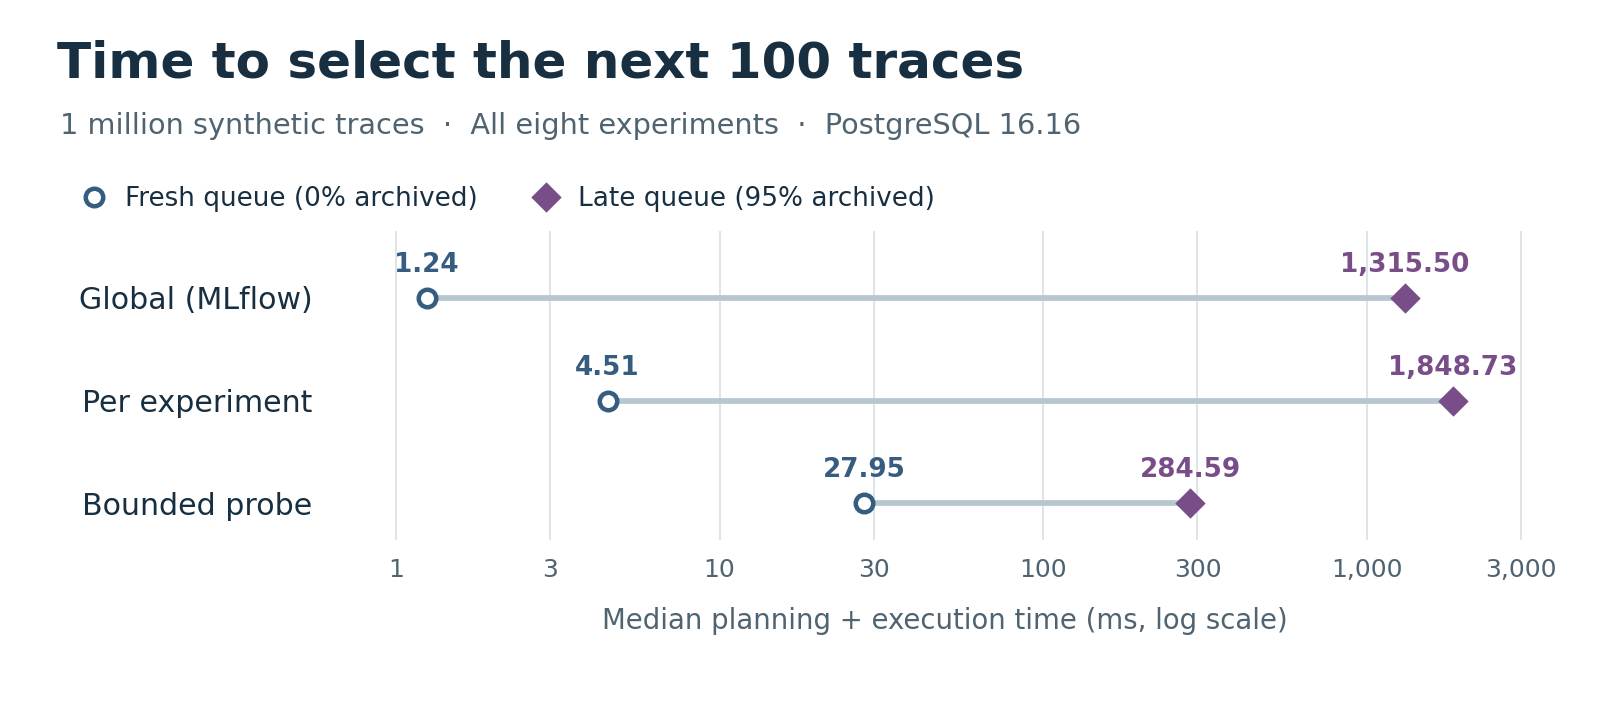 Time to select the next 100 traces
1 million synthetic traces · All eight experiments · PostgreSQL 16.16
Fresh queue (0% archived) Late queue (95% archived)
1.24 1,315.50
Global (MLflow)
4.51 1,848.73
Per experiment
27.95 284.59
Bounded probe
1 3 10 30 100 300 1,000 3,000
Median planning + execution time (ms, log scale)